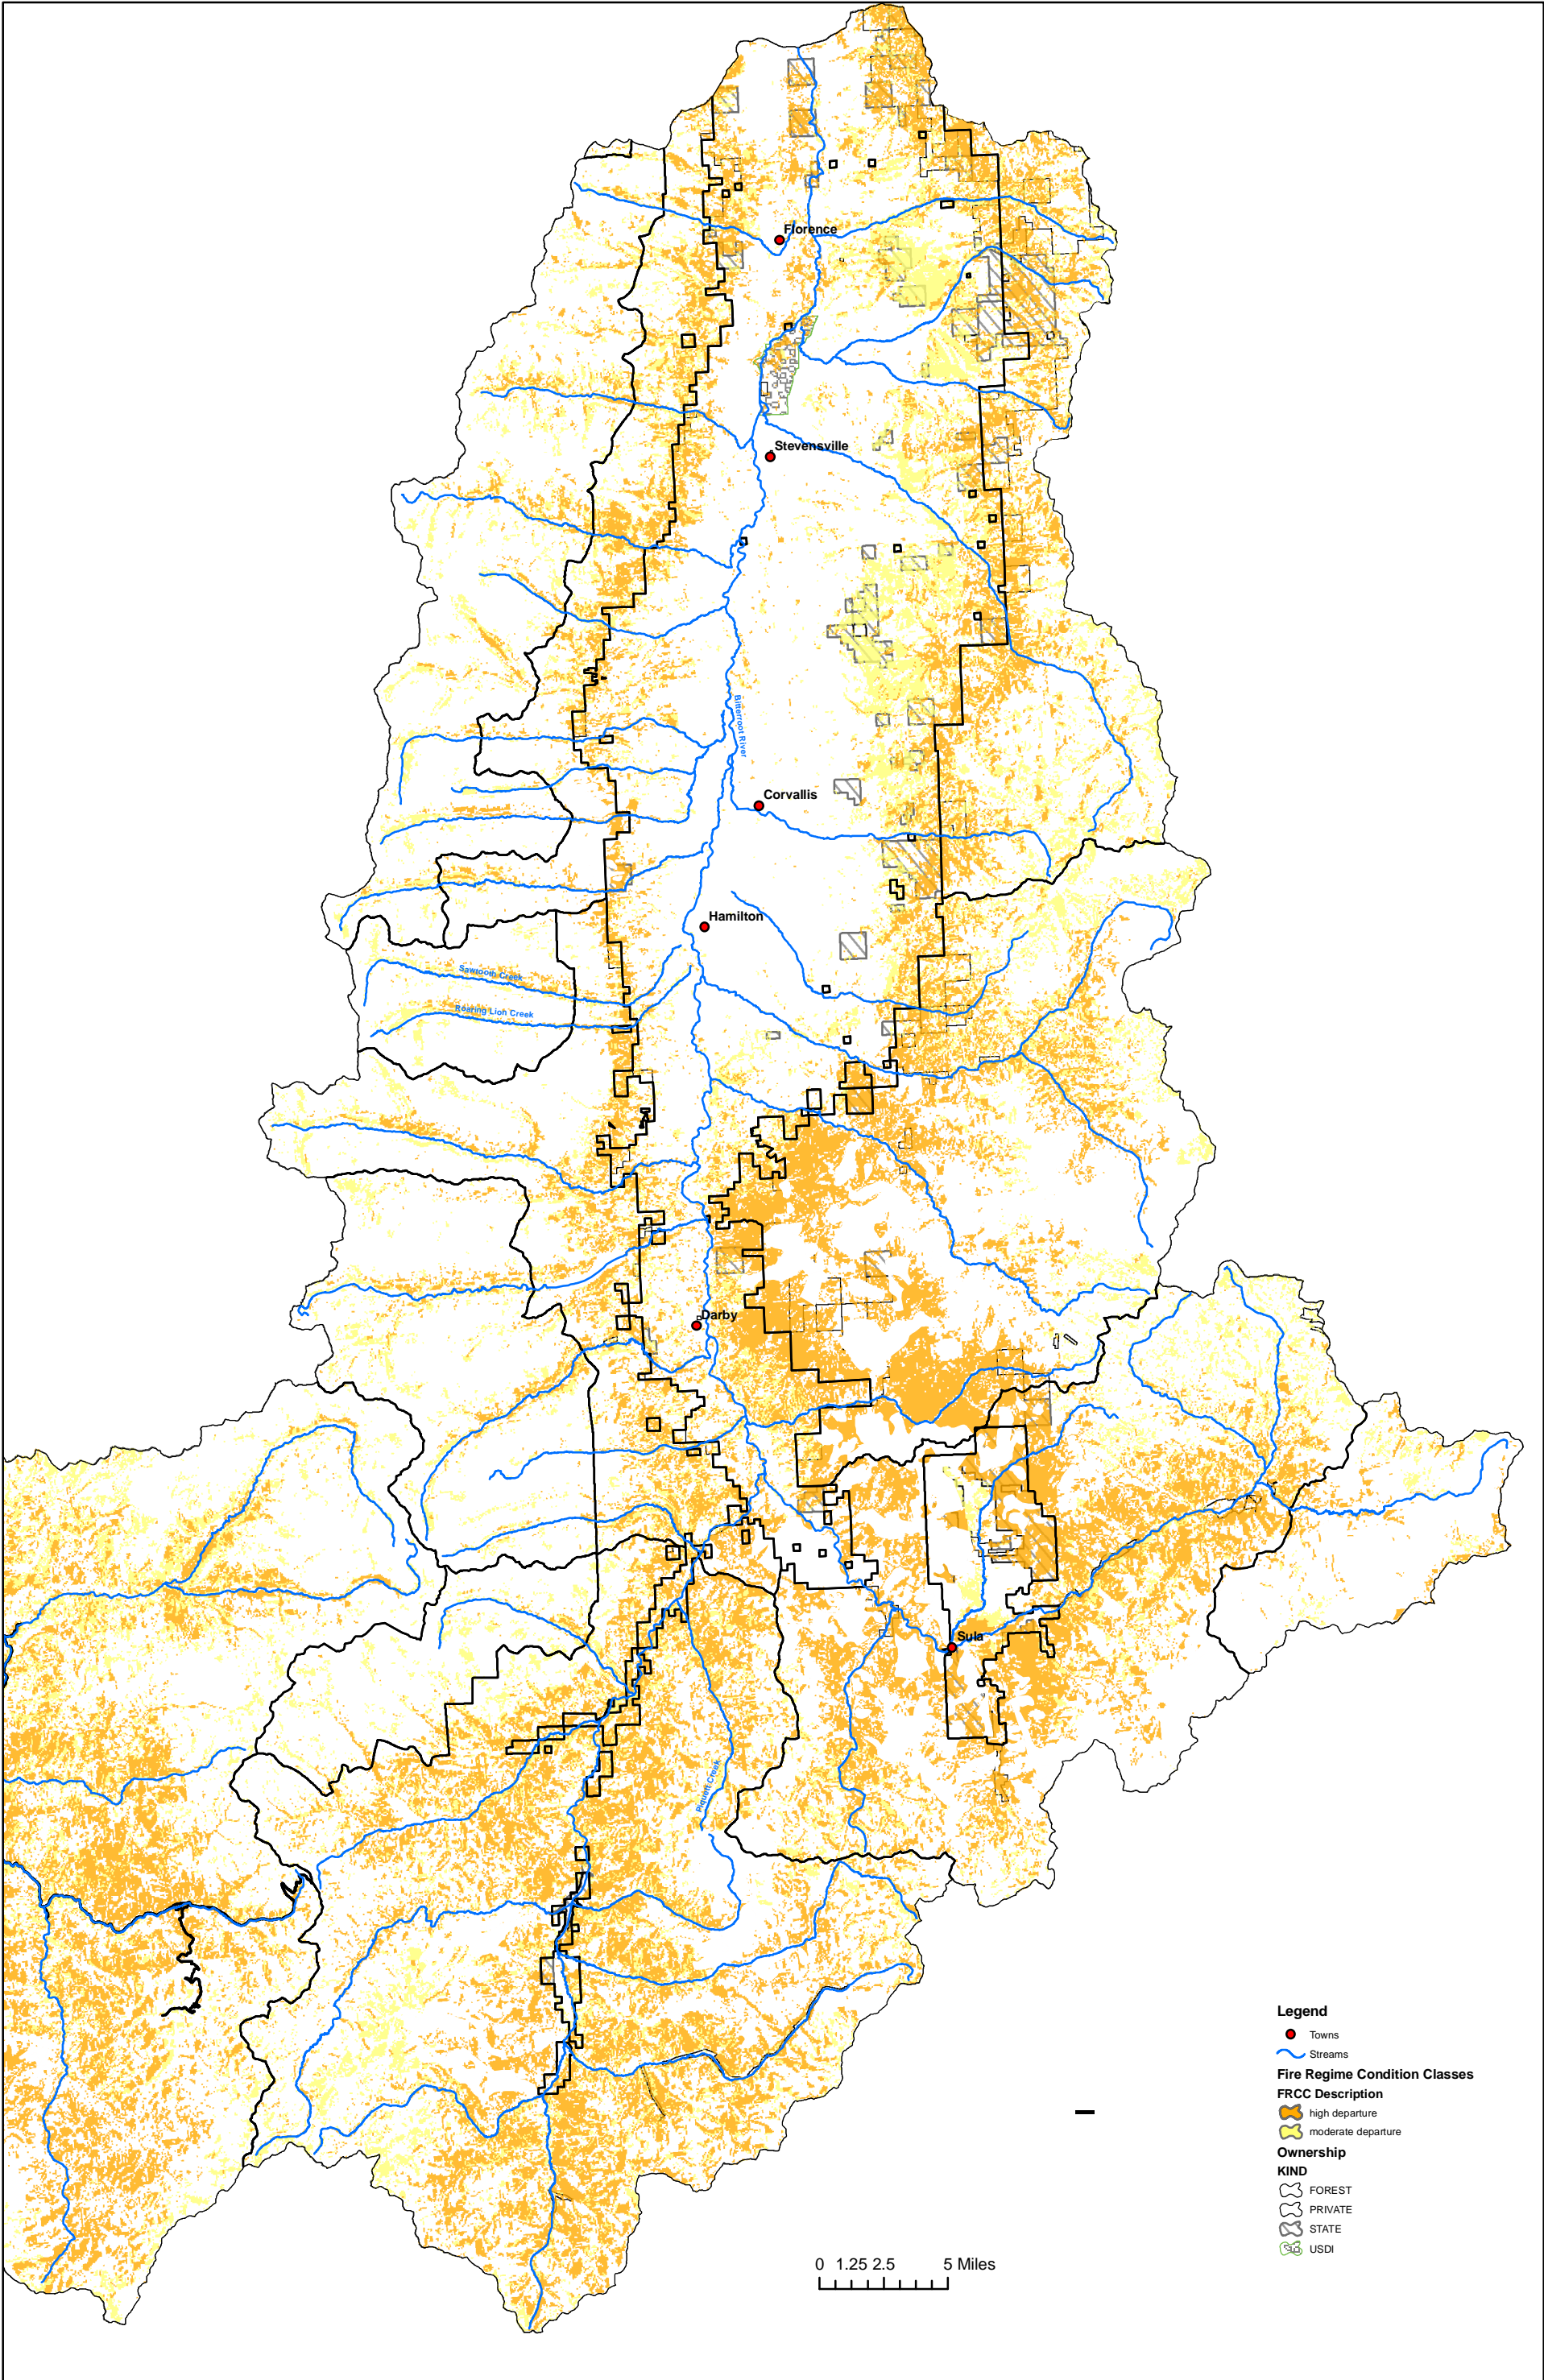 Florence
Stevensville
Bitterroot River
Corvallis
Hamilton
Sawtooth Creek
Roaring Lion Creek
Darby
Sula
Piquett Creek
Legend
Towns
Streams
Fire Regime Condition Classes
FRCC Description
high departure
moderate departure
Ownership
KIND
FOREST
PRIVATE
STATE
USDI
0 1.25 2.5 5 Miles